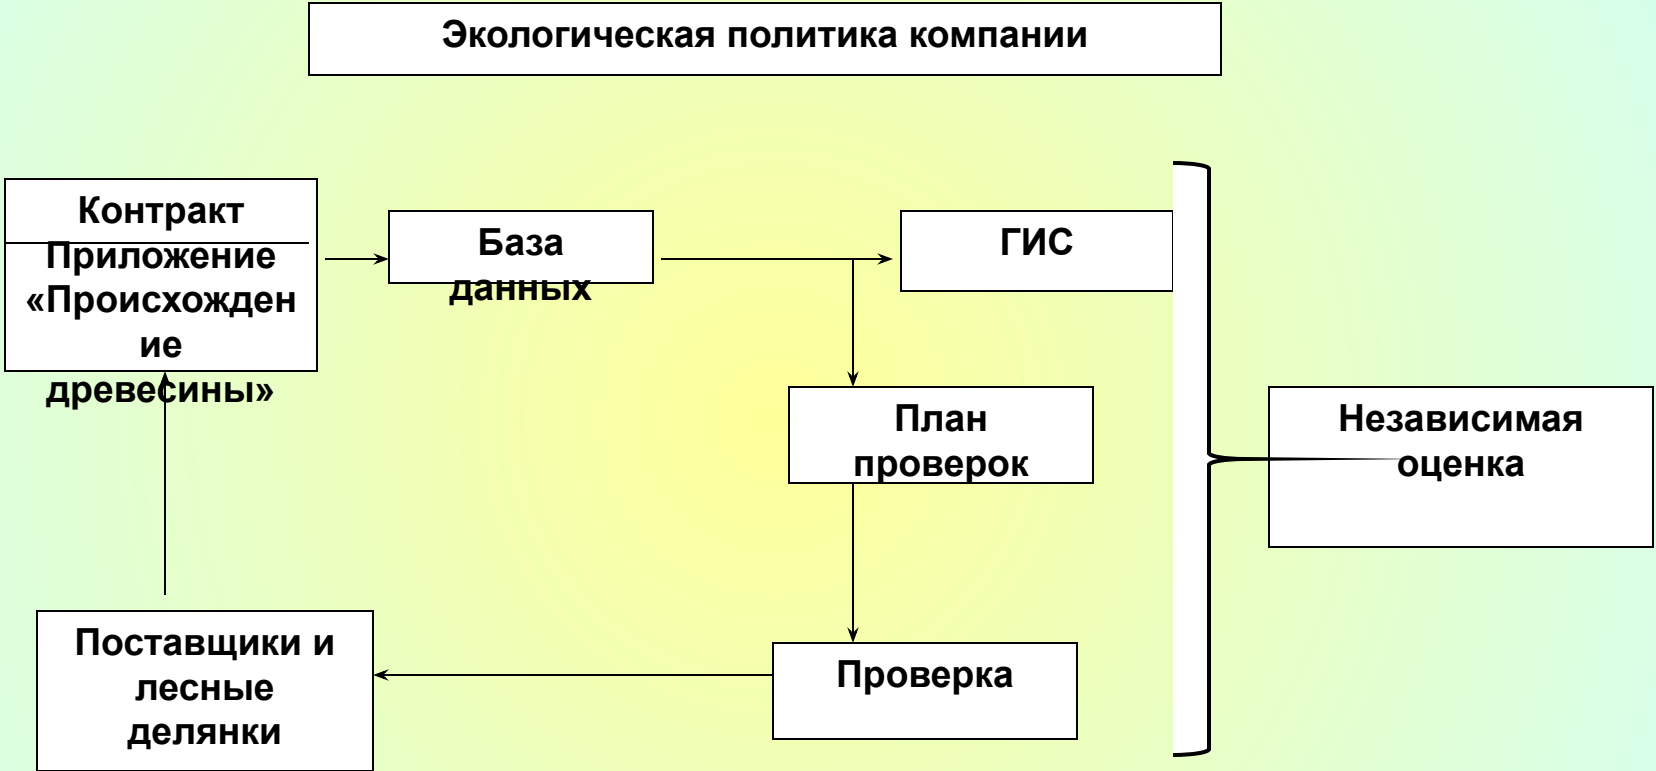 Экологическая политика компании
Контракт
Приложение
«Происхожден
ие
древесины»
База
данных
ГИС
План
проверок
Независимая
оценка
Поставщики и
лесные
делянки
Проверка